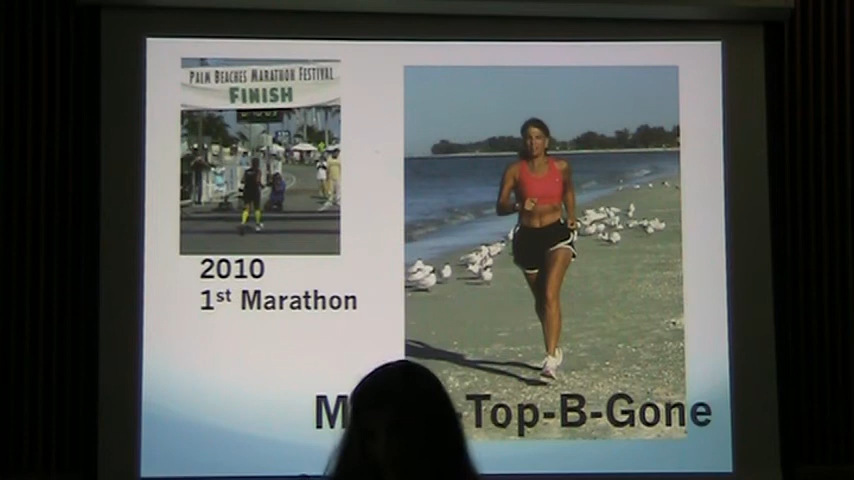 PALM BEACHES MARATHON FESTIVAL
FINISH
2010
1st Marathon
-Top-B-Gone